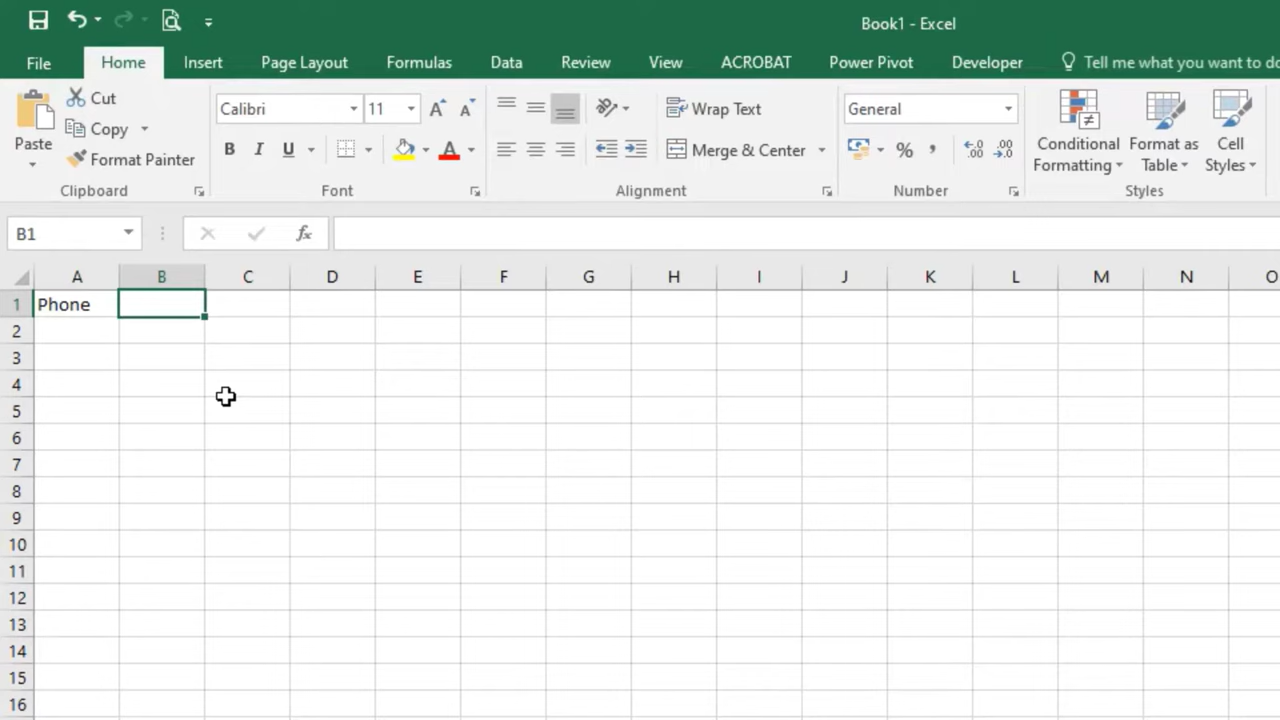 Book1 - Excel
File Home Insert Page Layout Formulas Data Review View ACROBAT Power Pivot Developer Tell me what you want to do
Cut
Copy
Format Painter
Paste
Clipboard
Calibri 11
B I U A
Font
Wrap Text
Merge & Center
Alignment
General
% , .00 .0
Number
Conditional Formatting
Format as Table
Cell Styles
Styles
B1 fx
A B C D E F G H I J K L M N O
1 Phone
2
3
4
5
6
7
8
9
10
11
12
13
14
15
16